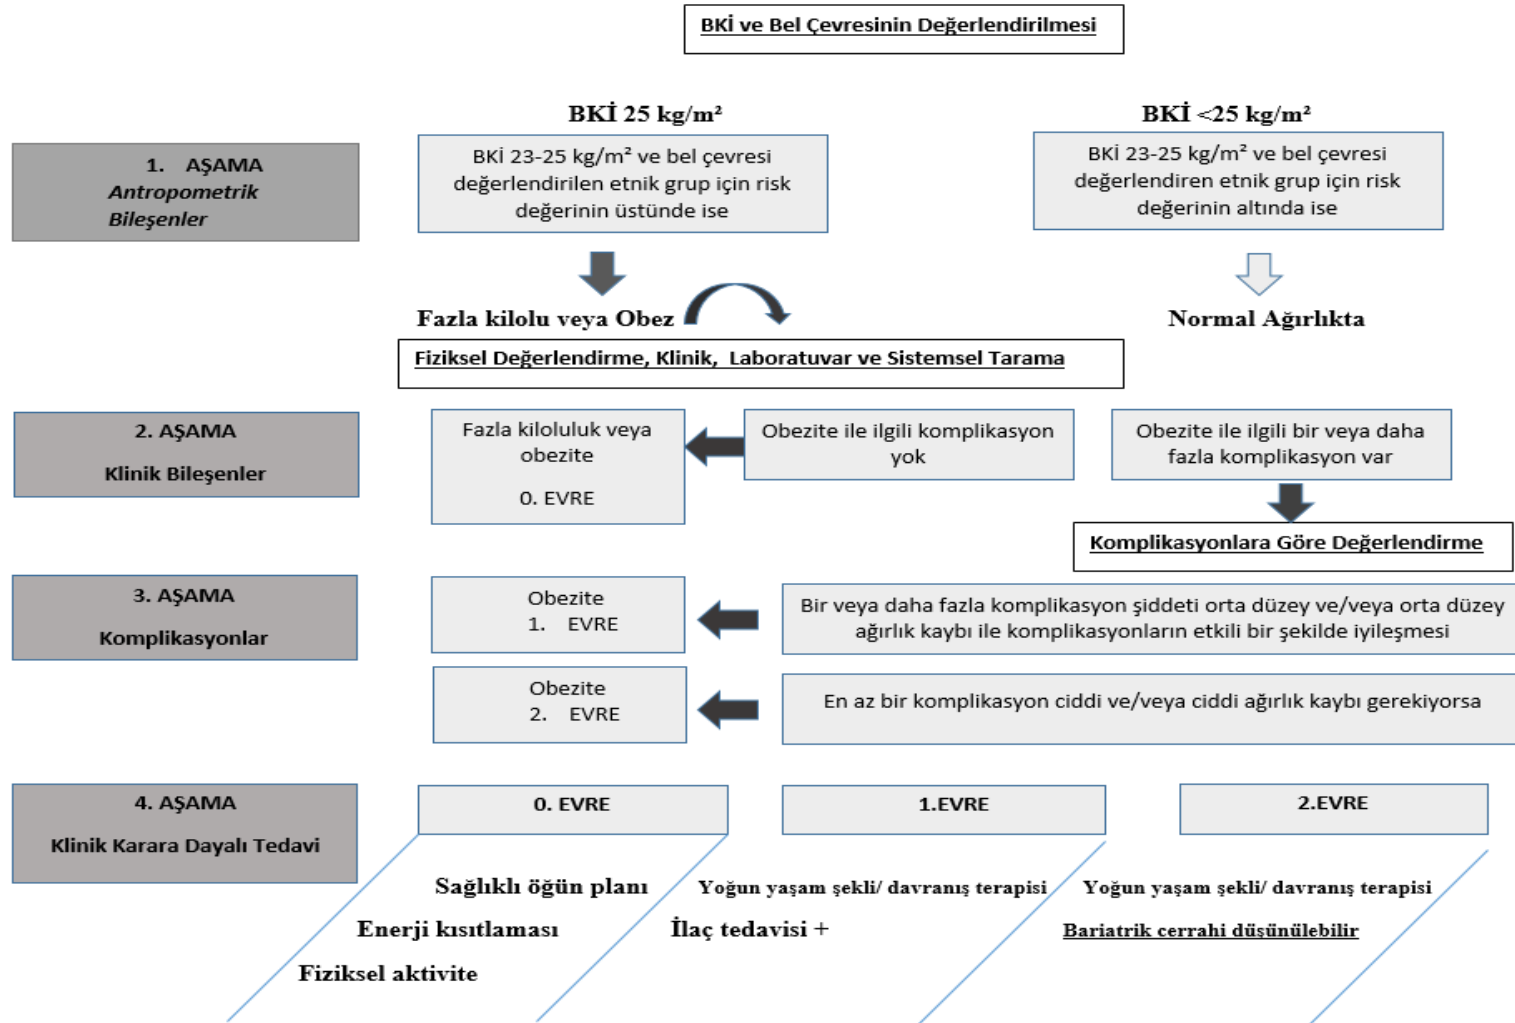 BKİ ve Bel Çevresinin Değerlendirilmesi
BKİ 25 kg/m²
BKİ <25 kg/m²
1. AŞAMA
Antropometrik
Bileşenler
BKİ 23-25 kg/m² ve bel çevresi
değerlendirilen etnik grup için risk
değerinin üstünde ise
BKİ 23-25 kg/m² ve bel çevresi
değerlendiren etnik grup için risk
değerinin altında ise
Fazla kilolu veya Obez
Normal Ağırlıkta
Fiziksel Değerlendirme, Klinik, Laboratuvar ve Sistemsel Tarama
2. AŞAMA
Klinik Bileşenler
Fazla kiloluluk veya
obezite
0. EVRE
Obezite ile ilgili komplikasyon
yok
Obezite ile ilgili bir veya daha
fazla komplikasyon var
Komplikasyonlara Göre Değerlendirme
3. AŞAMA
Komplikasyonlar
Obezite
1. EVRE
Bir veya daha fazla komplikasyon şiddeti orta düzey ve/veya orta düzey
ağırlık kaybı ile komplikasyonların etkili bir şekilde iyileşmesi
Obezite
2. EVRE
En az bir komplikasyon ciddi ve/veya ciddi ağırlık kaybı gerekiyorsa
4. AŞAMA
Klinik Karara Dayalı Tedavi
0. EVRE
1.EVRE
2.EVRE
Sağlıklı öğün planı
Enerji kısıtlaması
Fiziksel aktivite
Yoğun yaşam şekli/ davranış terapisi
İlaç tedavisi +
Yoğun yaşam şekli/ davranış terapisi
Bariatrik cerrahi düşünülebilir